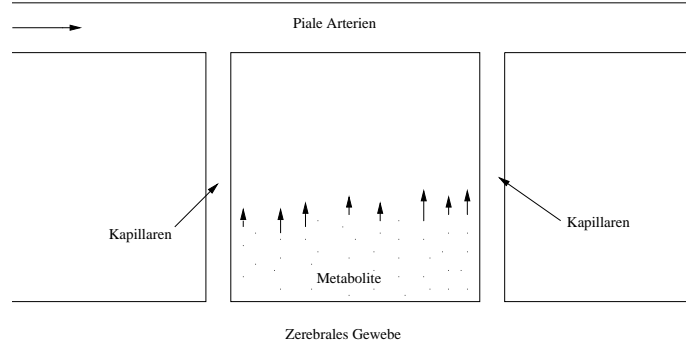 Piale Arterien
Kapillaren
Kapillaren
Metabolite
Zerebrales Gewebe